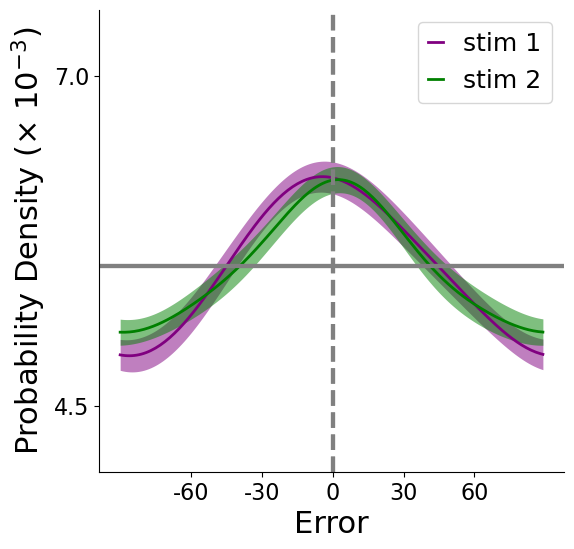 stim 1
stim 2
7.0
4.5
Probability Density (× 10⁻³)
-60 -30 0 30 60
Error